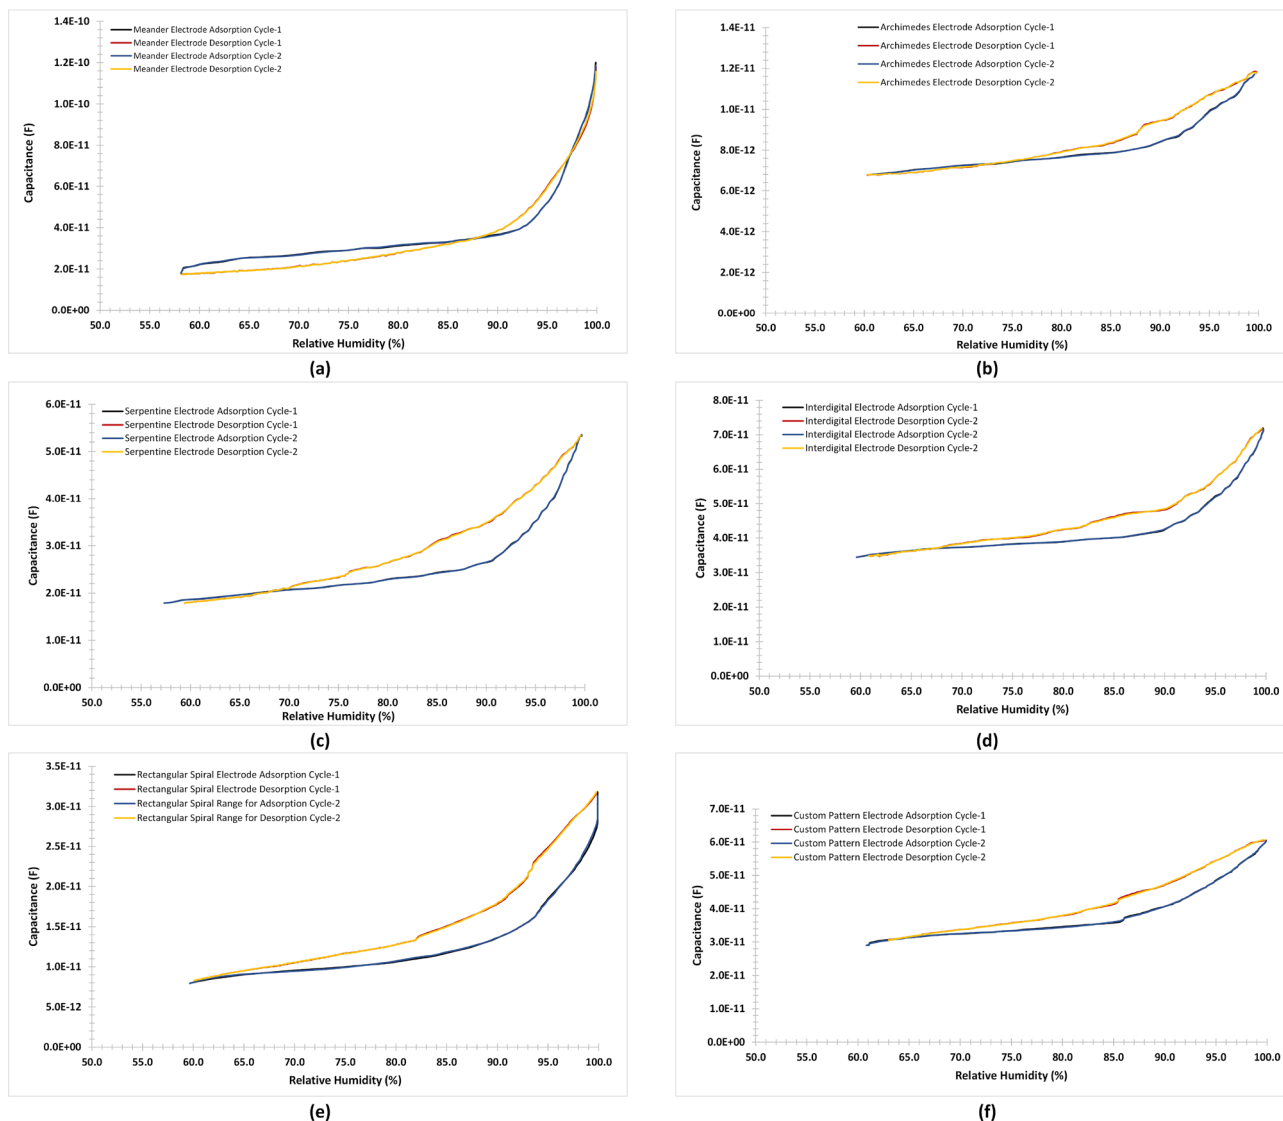 1.4E-10
1.2E-10
1.0E-10
8.0E-11
6.0E-11
4.0E-11
2.0E-11
0.0E+00
Capacitance (F)
Meander Electrode Adsorption Cycle-1
Meander Electrode Desorption Cycle-1
Meander Electrode Adsorption Cycle-2
Meander Electrode Desorption Cycle-2
50.0 55.0 60.0 65.0 70.0 75.0 80.0 85.0 90.0 95.0 100.0
Relative Humidity (%)
(a)
1.4E-11
1.2E-11
1.0E-11
8.0E-12
6.0E-12
4.0E-12
2.0E-12
0.0E+00
Capacitance (F)
Archimedes Electrode Adsorption Cycle-1
Archimedes Electrode Desorption Cycle-1
Archimedes Electrode Adsorption Cycle-2
Archimedes Electrode Desorption Cycle-2
50.0 55.0 60.0 65.0 70.0 75.0 80.0 85.0 90.0 95.0 100.0
Relative Humidity (%)
(b)
6.0E-11
5.0E-11
4.0E-11
3.0E-11
2.0E-11
1.0E-11
0.0E+00
Capacitance (F)
Serpentine Electrode Adsorption Cycle-1
Serpentine Electrode Desorption Cycle-1
Serpentine Electrode Adsorption Cycle-2
Serpentine Electrode Desorption Cycle-2
50.0 55.0 60.0 65.0 70.0 75.0 80.0 85.0 90.0 95.0 100.0
Relative Humidity (%)
(c)
8.0E-11
7.0E-11
6.0E-11
5.0E-11
4.0E-11
3.0E-11
2.0E-11
1.0E-11
0.0E+00
Capacitance (F)
Interdigital Electrode Adsorption Cycle-1
Interdigital Electrode Desorption Cycle-2
Interdigital Electrode Adsorption Cycle-2
Interdigital Electrode Desorption Cycle-2
50.0 55.0 60.0 65.0 70.0 75.0 80.0 85.0 90.0 95.0 100.0
Relative Humidity (%)
(d)
3.5E-11
3.0E-11
2.5E-11
2.0E-11
1.5E-11
1.0E-11
5.0E-12
0.0E+00
Capacitance (F)
Rectangular Spiral Electrode Adsorption Cycle-1
Rectangular Spiral Electrode Desorption Cycle-1
Rectangular Spiral Range for Adsorption Cycle-2
Rectangular Spiral Range for Desorption Cycle-2
50.0 55.0 60.0 65.0 70.0 75.0 80.0 85.0 90.0 95.0 100.0
Relative Humidity (%)
(e)
7.0E-11
6.0E-11
5.0E-11
4.0E-11
3.0E-11
2.0E-11
1.0E-11
0.0E+00
Capacitance (F)
Custom Pattern Electrode Adsorption Cycle-1
Custom Pattern Electrode Desorption Cycle-1
Custom Pattern Electrode Adsorption Cycle-2
Custom Pattern Electrode Desorption Cycle-2
50.0 55.0 60.0 65.0 70.0 75.0 80.0 85.0 90.0 95.0 100.0
Relative Humidity (%)
(f)